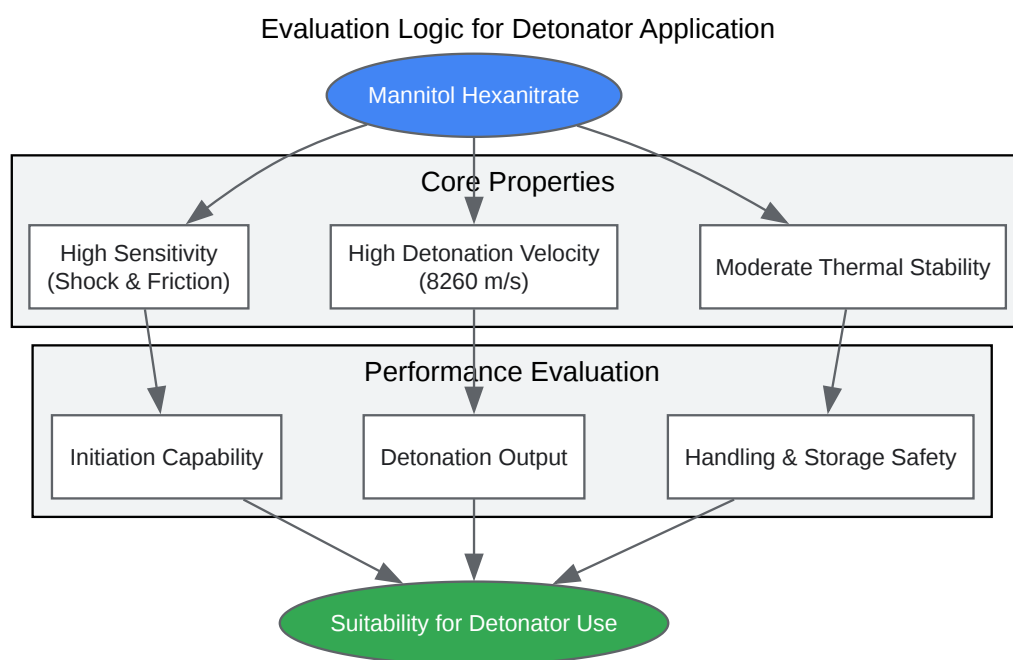 Evaluation Logic for Detonator Application
Mannitol Hexanitrate
Core Properties
High Sensitivity
(Shock & Friction)
High Detonation Velocity
(8260 m/s)
Moderate Thermal Stability
Performance Evaluation
Initiation Capability
Detonation Output
Handling & Storage Safety
Suitability for Detonator Use